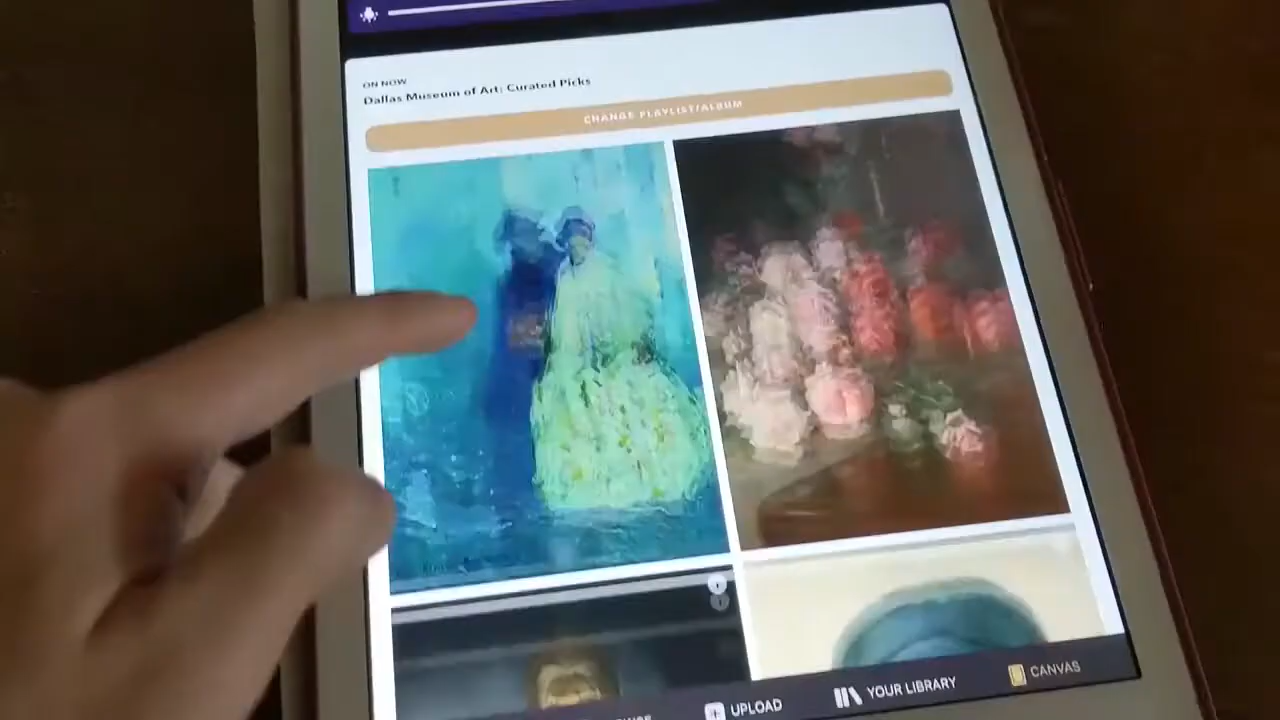 ON NOW
Dallas Museum of Art: Curated Picks
CHANGE PLAYLIST/ALBUM
UPLOAD
YOUR LIBRARY
CANVAS